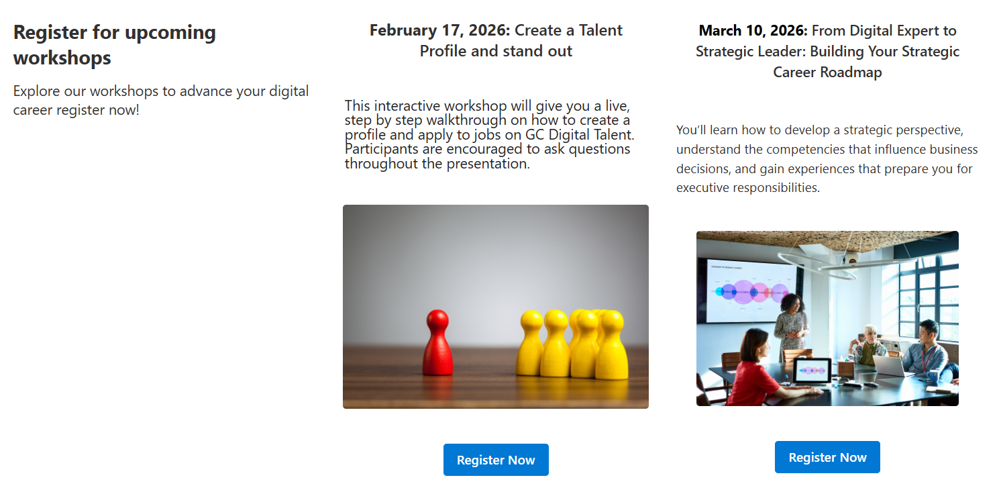 Register for upcoming
workshops
Explore our workshops to advance your digital
career register now!
February 17, 2026: Create a Talent
Profile and stand out
This interactive workshop will give you a live,
step by step walkthrough on how to create a
profile and apply to jobs on GC Digital Talent.
Participants are encouraged to ask questions
throughout the presentation.
Register Now
March 10, 2026: From Digital Expert to
Strategic Leader: Building Your Strategic
Career Roadmap
You’ll learn how to develop a strategic perspective,
understand the competencies that influence business
decisions, and gain experiences that prepare you for
executive responsibilities.
ROADMAP TO PRODUCT LAUNCH
Register Now